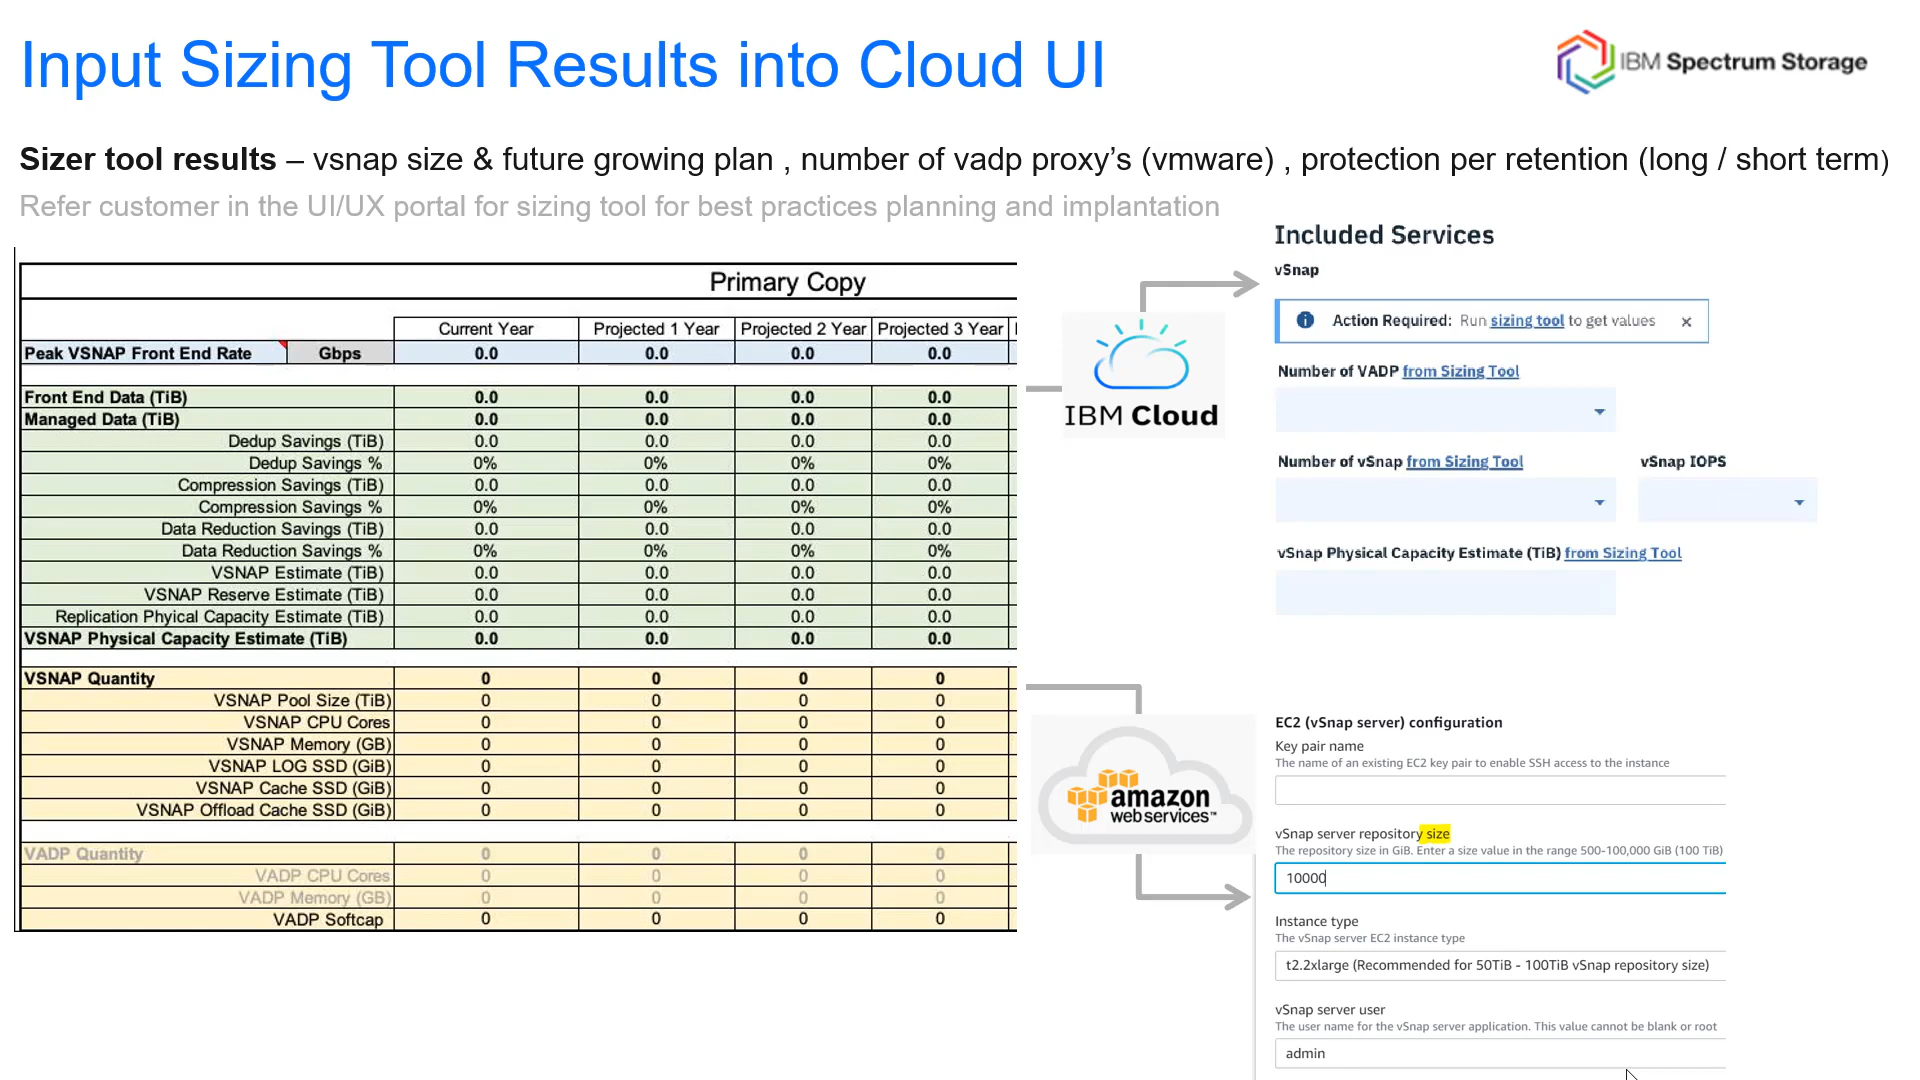 Input Sizing Tool Results into Cloud UI
IBM Spectrum Storage
Sizer tool results – vsnap size & future growing plan , number of vadp proxy’s (vmware) , protection per retention (long / short term)
Refer customer in the UI/UX portal for sizing tool for best practices planning and implantation
Primary Copy
Current Year Projected 1 Year Projected 2 Year Projected 3 Year
Peak VSNAP Front End Rate Gbps 0.0 0.0 0.0 0.0
Front End Data (TiB) 0.0 0.0 0.0 0.0
Managed Data (TiB) 0.0 0.0 0.0 0.0
Dedup Savings (TiB) 0.0 0.0 0.0 0.0
Dedup Savings % 0% 0% 0% 0%
Compression Savings (TiB) 0.0 0.0 0.0 0.0
Compression Savings % 0% 0% 0% 0%
Data Reduction Savings (TiB) 0.0 0.0 0.0 0.0
Data Reduction Savings % 0% 0% 0% 0%
VSNAP Estimate (TiB) 0.0 0.0 0.0 0.0
VSNAP Reserve Estimate (TiB) 0.0 0.0 0.0 0.0
Replication Phyical Capacity Estimate (TiB) 0.0 0.0 0.0 0.0
VSNAP Physical Capacity Estimate (TiB) 0.0 0.0 0.0 0.0
VSNAP Quantity 0 0 0 0
VSNAP Pool Size (TiB) 0 0 0 0
VSNAP CPU Cores 0 0 0 0
VSNAP Memory (GB) 0 0 0 0
VSNAP LOG SSD (GiB) 0 0 0 0
VSNAP Cache SSD (GiB) 0 0 0 0
VSNAP Offload Cache SSD (GiB) 0 0 0 0
VADP Quantity 0 0 0 0
VADP CPU Cores 0 0 0 0
VADP Memory (GB) 0 0 0 0
VADP Softcap 0 0 0 0
IBM Cloud
amazon
web services™
Included Services
vSnap
Action Required: Run sizing tool to get values
Number of VADP from Sizing Tool
Number of vSnap from Sizing Tool vSnap IOPS
vSnap Physical Capacity Estimate (TiB) from Sizing Tool
EC2 (vSnap server) configuration
Key pair name
The name of an existing EC2 key pair to enable SSH access to the instance
vSnap server repository size
The repository size in GiB. Enter a size value in the range 500-100,000 GiB (100 TiB)
10000
Instance type
The vSnap server EC2 instance type
t2.2xlarge (Recommended for 50TiB - 100TiB vSnap repository size)
vSnap server user
The user name for the vSnap server application. This value cannot be blank or root
admin